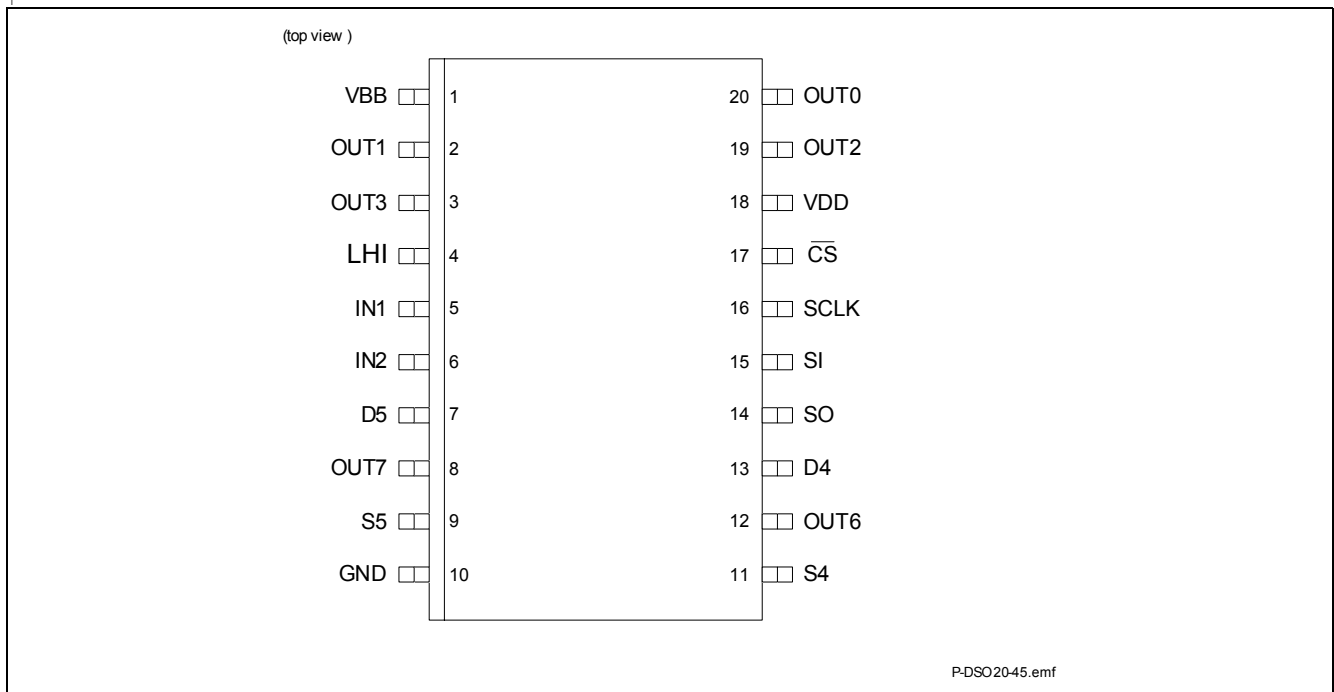 (top view )
VBB 1 20 OUT0
OUT1 2 19 OUT2
OUT3 3 18 VDD
LHI 4 17 C̅S̅
IN1 5 16 SCLK
IN2 6 15 SI
D5 7 14 SO
OUT7 8 13 D4
S5 9 12 OUT6
GND 10 11 S4
P-DSO20-45.emf